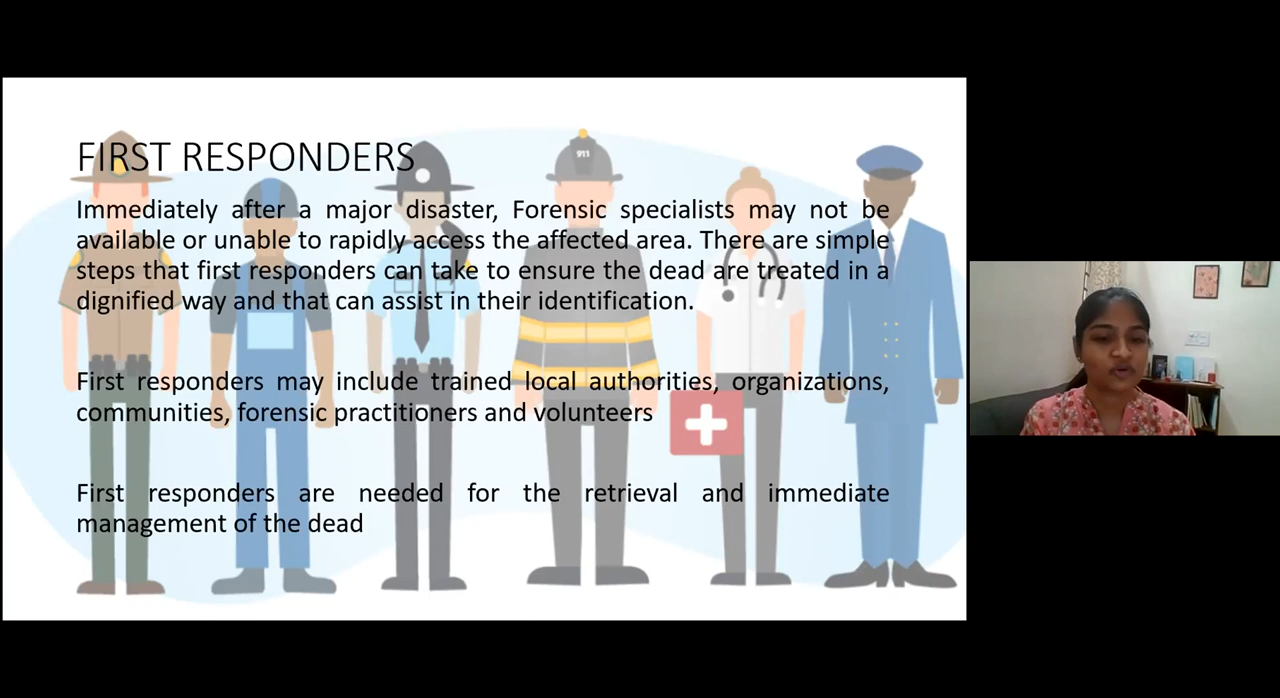 FIRST RESPONDERS
Immediately after a major disaster, Forensic specialists may not be
available or unable to rapidly access the affected area. There are simple
steps that first responders can take to ensure the dead are treated in a
dignified way and that can assist in their identification.
First responders may include trained local authorities, organizations,
communities, forensic practitioners and volunteers
First responders are needed for the retrieval and immediate
management of the dead
911